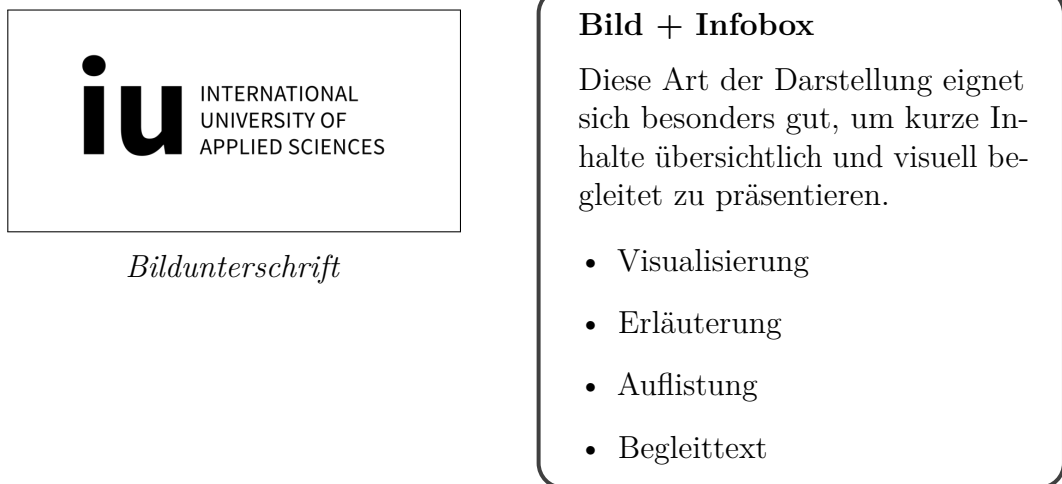 iu
INTERNATIONAL
UNIVERSITY OF
APPLIED SCIENCES
Bildunterschrift
Bild + Infobox
Diese Art der Darstellung eignet
sich besonders gut, um kurze In-
halte übersichtlich und visuell be-
gleitet zu präsentieren.
• Visualisierung
• Erläuterung
• Auflistung
• Begleittext